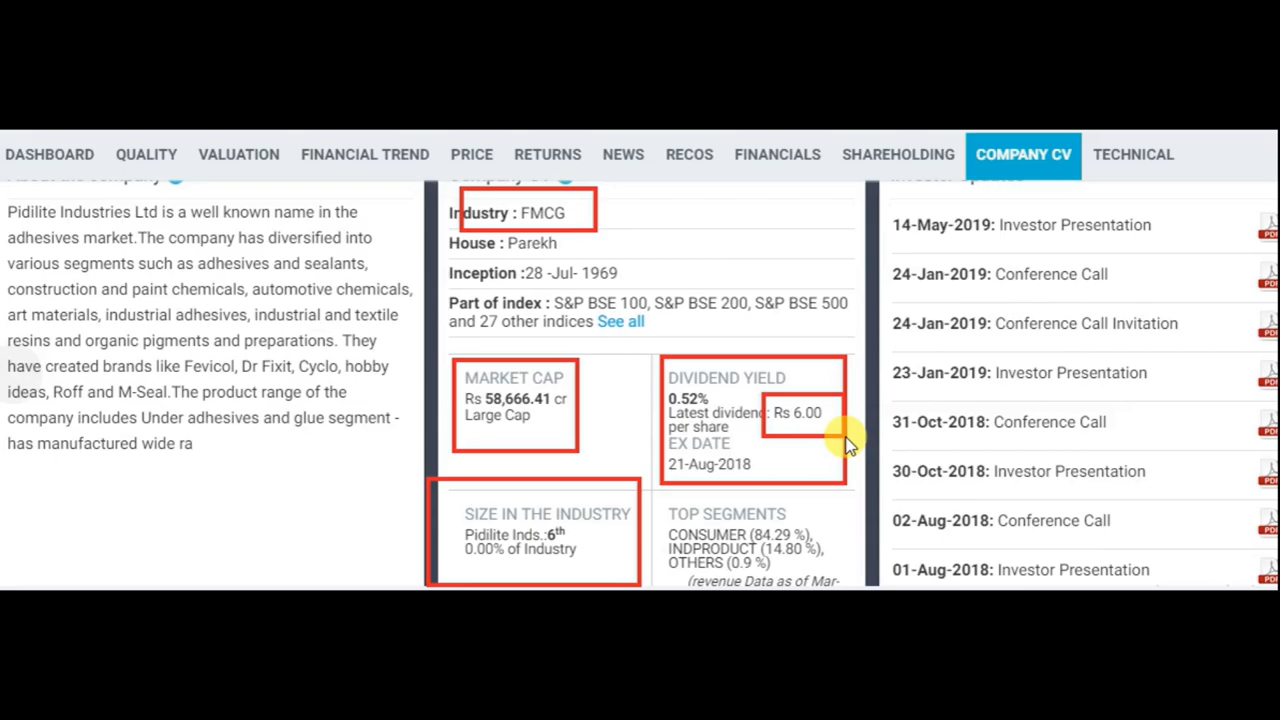 DASHBOARD QUALITY VALUATION FINANCIAL TREND PRICE RETURNS NEWS RECOS FINANCIALS SHAREHOLDING COMPANY CV TECHNICAL
Pidilite Industries Ltd is a well known name in the
adhesives market.The company has diversified into
various segments such as adhesives and sealants,
construction and paint chemicals, automotive chemicals,
art materials, industrial adhesives, industrial and textile
resins and organic pigments and preparations. They
have created brands like Fevicol, Dr Fixit, Cyclo, hobby
ideas, Roff and M-Seal.The product range of the
company includes Under adhesives and glue segment -
has manufactured wide ra
Industry : FMCG
House : Parekh
Inception :28 -Jul- 1969
Part of index : S&P BSE 100, S&P BSE 200, S&P BSE 500
and 27 other indices See all
MARKET CAP
Rs 58,666.41 cr
Large Cap
DIVIDEND YIELD
0.52%
Latest dividend: Rs 6.00
per share
EX DATE
21-Aug-2018
SIZE IN THE INDUSTRY
Pidilite Inds.:6th
0.00% of Industry
TOP SEGMENTS
CONSUMER (84.29 %),
INDPRODUCT (14.80 %),
OTHERS (0.9 %)
(revenue Data as of Mar-
14-May-2019: Investor Presentation
24-Jan-2019: Conference Call
24-Jan-2019: Conference Call Invitation
23-Jan-2019: Investor Presentation
31-Oct-2018: Conference Call
30-Oct-2018: Investor Presentation
02-Aug-2018: Conference Call
01-Aug-2018: Investor Presentation